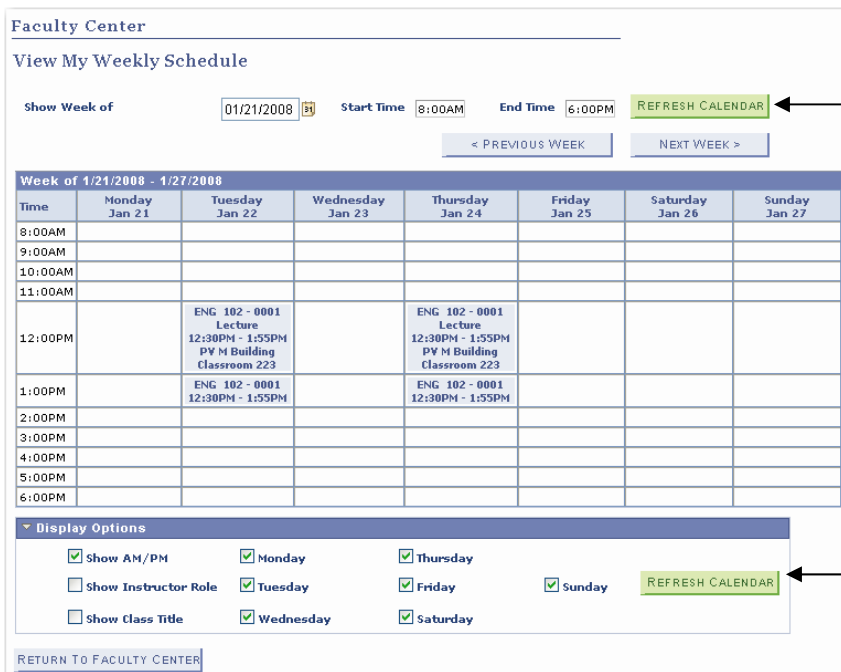 Faculty Center
View My Weekly Schedule
Show Week of 01/21/2008 31 Start Time 8:00AM End Time 6:00PM REFRESH CALENDAR
< PREVIOUS WEEK NEXT WEEK >
Week of 1/21/2008 - 1/27/2008
Time Monday Jan 21 Tuesday Jan 22 Wednesday Jan 23 Thursday Jan 24 Friday Jan 25 Saturday Jan 26 Sunday Jan 27
8:00AM
9:00AM
10:00AM
11:00AM
12:00PM
ENG 102 - 0001
Lecture
12:30PM - 1:55PM
PV M Building
Classroom 223
ENG 102 - 0001
Lecture
12:30PM - 1:55PM
PV M Building
Classroom 223
1:00PM
ENG 102 - 0001
12:30PM - 1:55PM
ENG 102 - 0001
12:30PM - 1:55PM
2:00PM
3:00PM
4:00PM
5:00PM
6:00PM
Display Options
Show AM/PM Monday Thursday
Show Instructor Role Tuesday Friday Sunday REFRESH CALENDAR
Show Class Title Wednesday Saturday
RETURN TO FACULTY CENTER